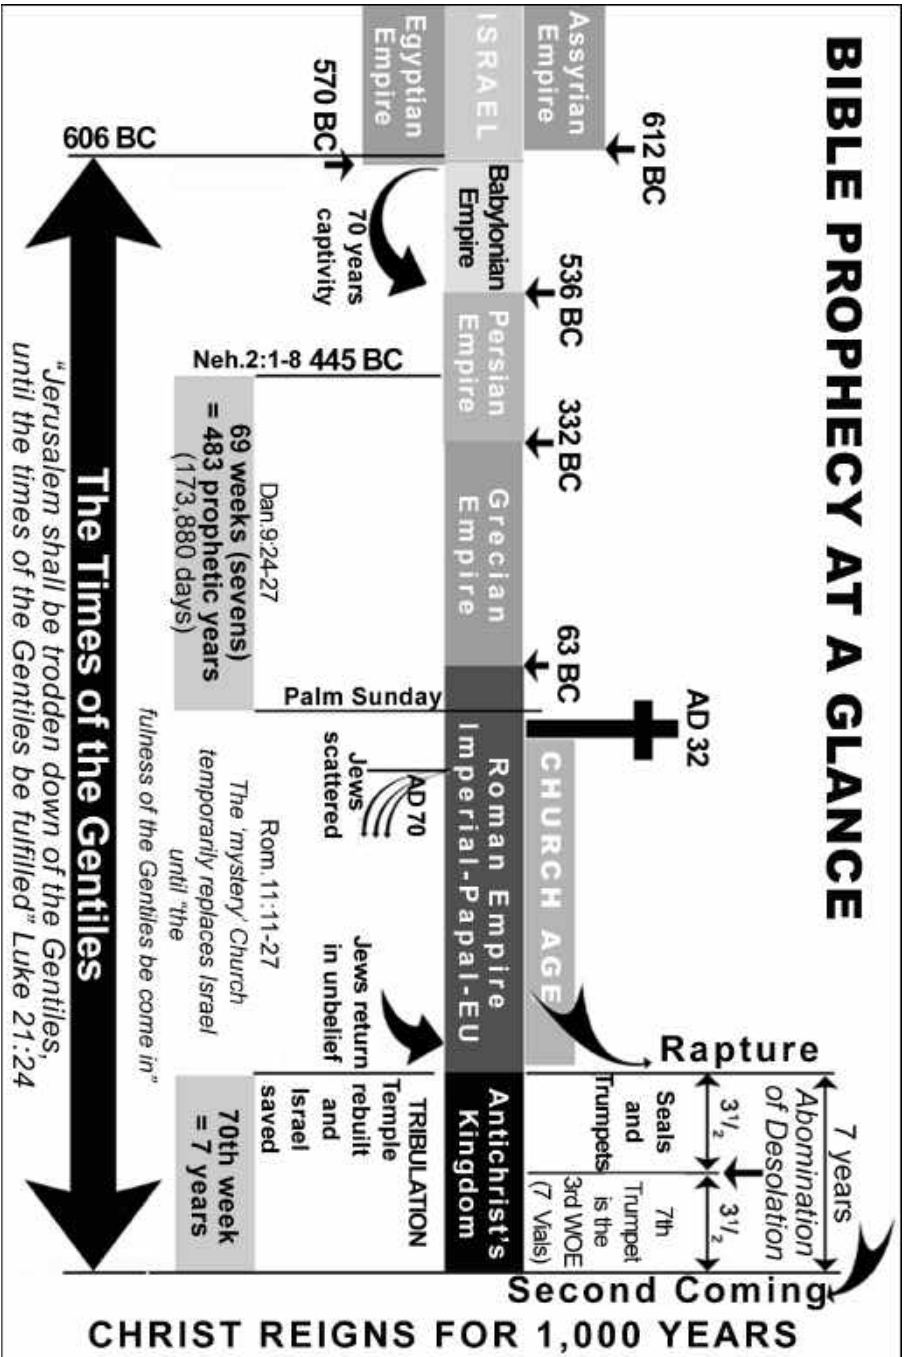 BIBLE PROPHECY AT A GLANCE
612 BC
536 BC
332 BC
63 BC
AD 32
Assyrian
Empire
ISRAEL
Egyptian
Empire
570 BC
606 BC
Babylonian
Empire
70 years
captivity
Persian
Empire
Neh.2:1-8 445 BC
Grecian
Empire
Dan.9:24-27
69 weeks (sevens)
= 483 prophetic years
(173,880 days)
Palm Sunday
CHURCH AGE
Roman Empire
Imperial-Papal-EU
AD 70
Jews
scattered
Jews return
in unbelief
Rom.11:11-27
The 'mystery' Church
temporarily replaces Israel
until "the
fulness of the Gentiles be come in"
Rapture
7 years
Abomination
of Desolation
3½
3½
Seals
and
Trumpets
7th
Trumpet
is the
3rd WOE
(7 Vials)
Antichrist's
Kingdom
TRIBULATION
Temple
rebuilt
and
Israel
saved
70th week
= 7 years
Second Coming
The Times of the Gentiles
"Jerusalem shall be trodden down of the Gentiles,
until the times of the Gentiles be fulfilled" Luke 21:24
CHRIST REIGNS FOR 1,000 YEARS